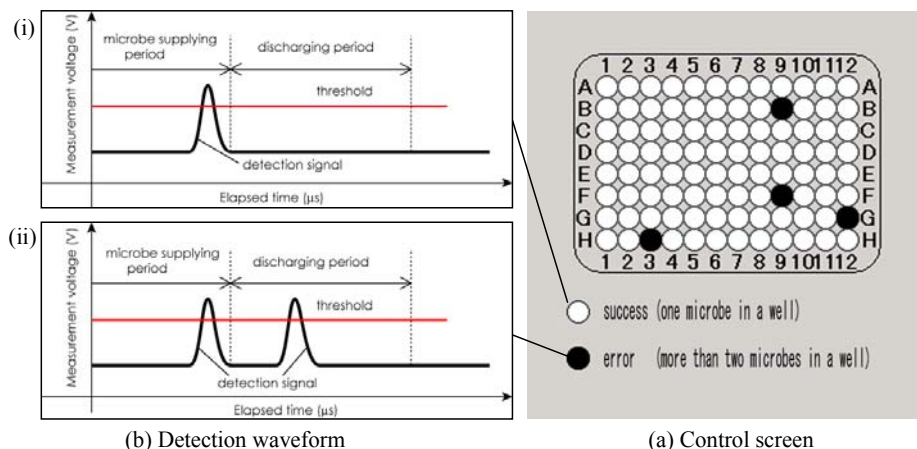 (i)
Measurement voltage (V)
microbe supplying
period
discharging period
threshold
detection signal
Elapsed time (μs)
(ii)
Measurement voltage (V)
microbe supplying
period
discharging period
threshold
detection signal
Elapsed time (μs)
(b) Detection waveform
1 2 3 4 5 6 7 8 9 10 11 12
A A
B B
C C
D D
E E
F F
G G
H H
1 2 3 4 5 6 7 8 9 10 11 12
success (one microbe in a well)
error (more than two microbes in a well)
(a) Control screen